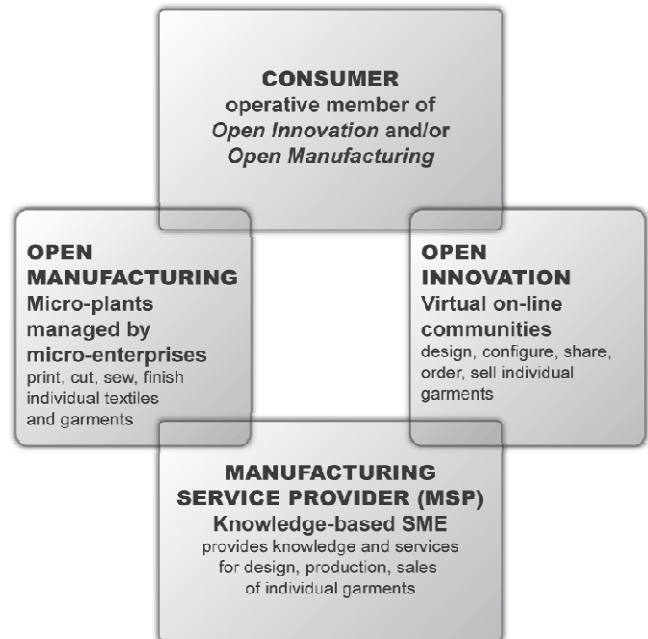 CONSUMER
operative member of
Open Innovation and/or
Open Manufacturing
OPEN
MANUFACTURING
Micro-plants
managed by
micro-enterprises
print, cut, sew, finish
individual textiles
and garments
OPEN
INNOVATION
Virtual on-line
communities
design, configure, share,
order, sell individual
garments
MANUFACTURING
SERVICE PROVIDER (MSP)
Knowledge-based SME
provides knowledge and services
for design, production, sales
of individual garments